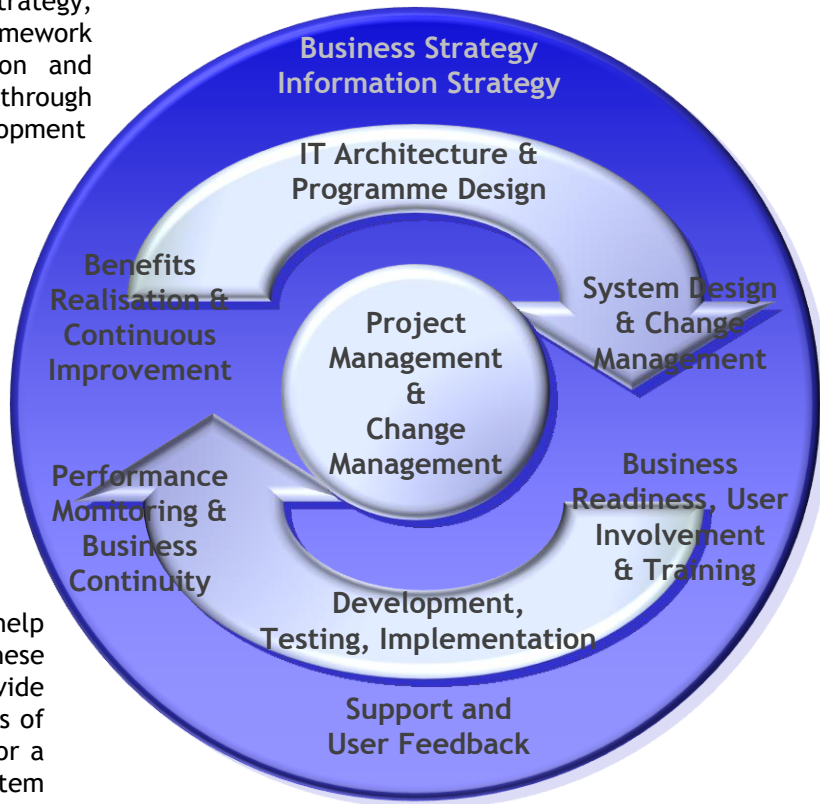 trategy,
mework
on and
through
opment
Business Strategy
Information Strategy
IT Architecture &
Programme Design
Benefits
Realisation &
Continuous
Improvement
System Design
& Change
Management
Project
Management
&
Change
Management
Performance
Monitoring &
Business
Continuity
Business
Readiness, User
Involvement
& Training
Development,
Testing, Implementation
Support and
User Feedback
help
hese
vide
s of
or a
tem